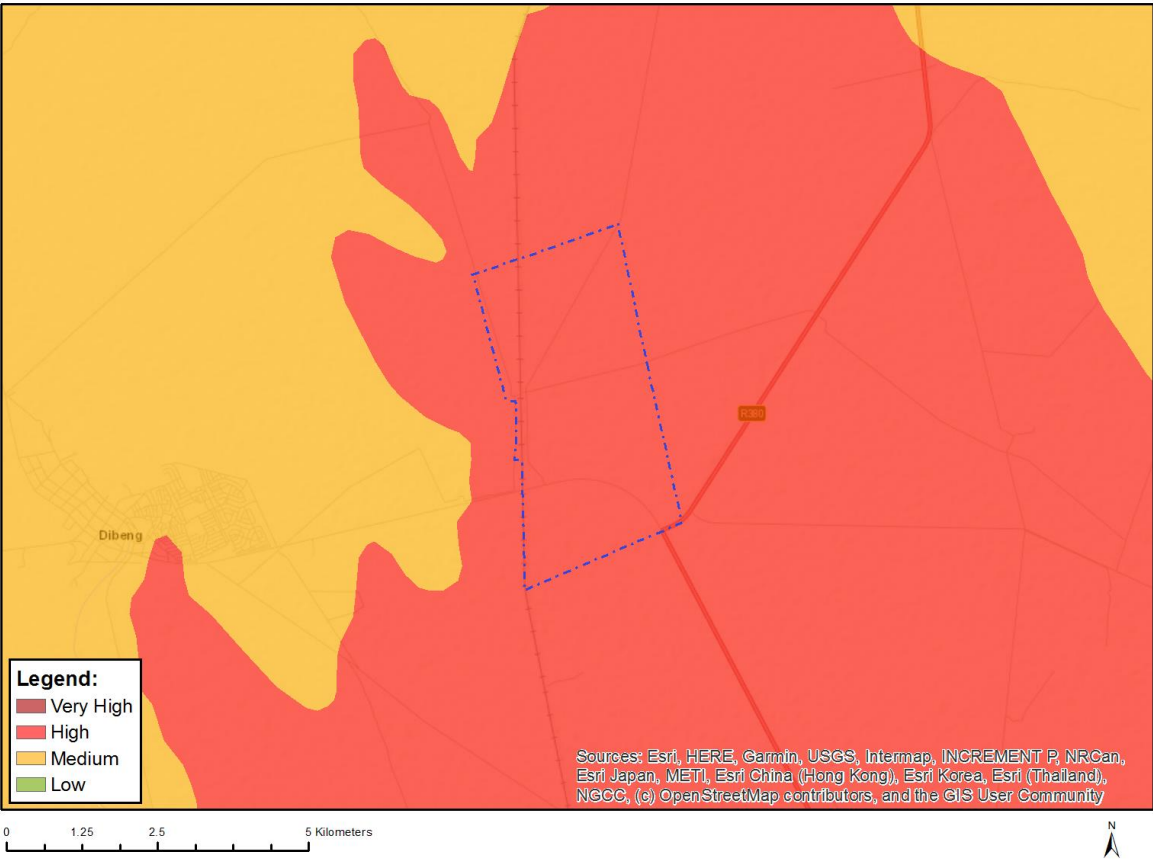 R380
Dibeng
Legend:
Very High
High
Medium
Low
Sources: Esri, HERE, Garmin, USGS, Intermap, INCREMENT P, NRCan,
Esri Japan, METI, Esri China (Hong Kong), Esri Korea, Esri (Thailand),
NGCC, (c) OpenStreetMap contributors, and the GIS User Community
0 1.25 2.5 5 Kilometers
N